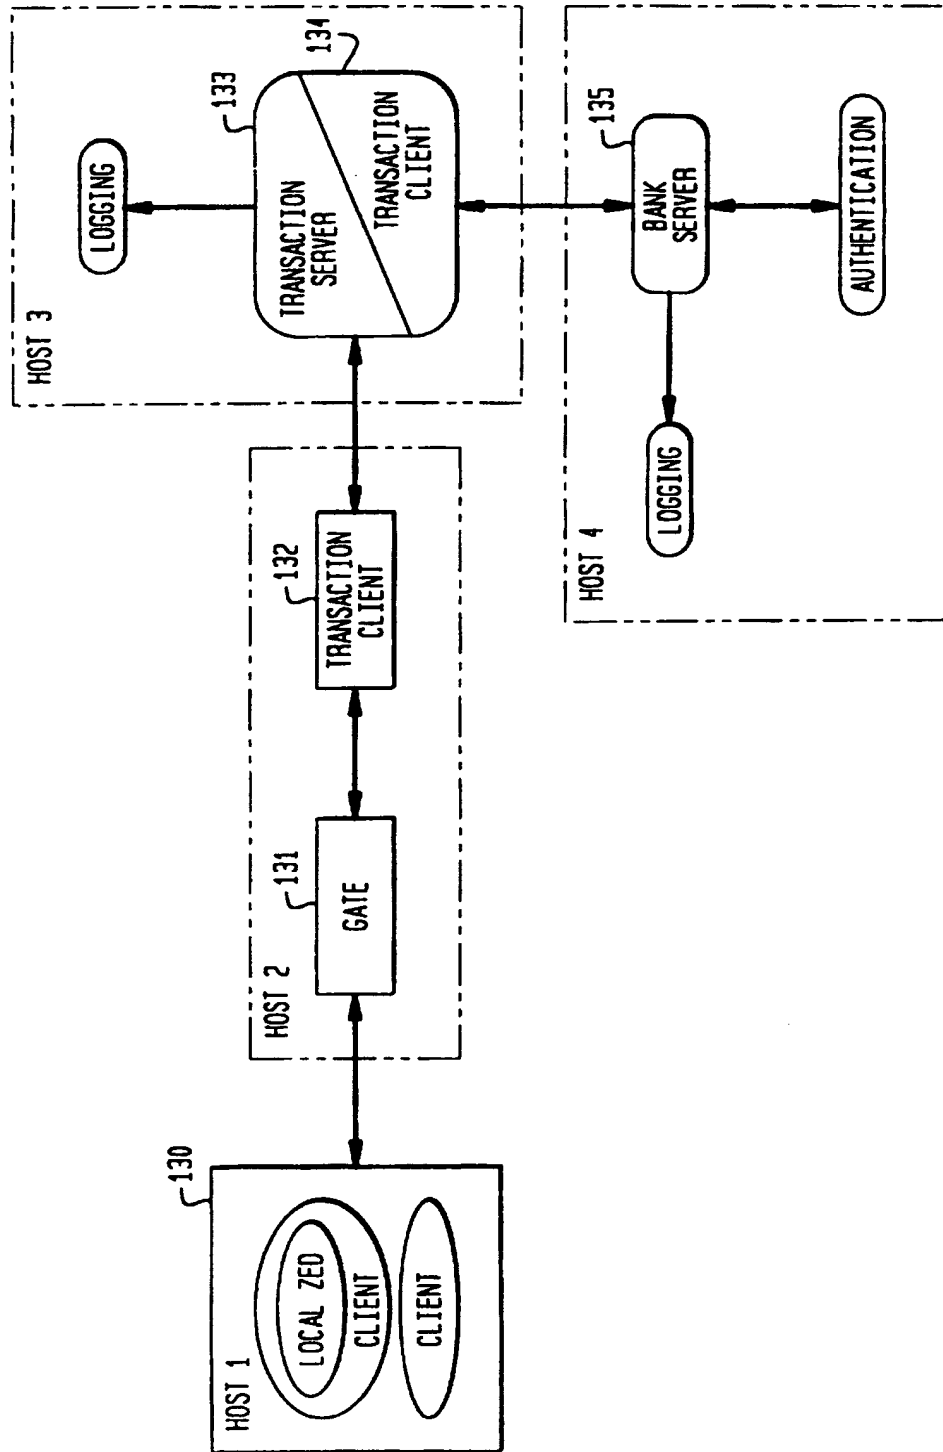 HOST 1
LOCAL ZED
CLIENT
CLIENT
130
HOST 2
GATE
131
TRANSACTION
CLIENT
132
HOST 3
LOGGING
TRANSACTION
SERVER
133
TRANSACTION
CLIENT
134
HOST 4
LOGGING
BANK
SERVER
135
AUTHENTICATION